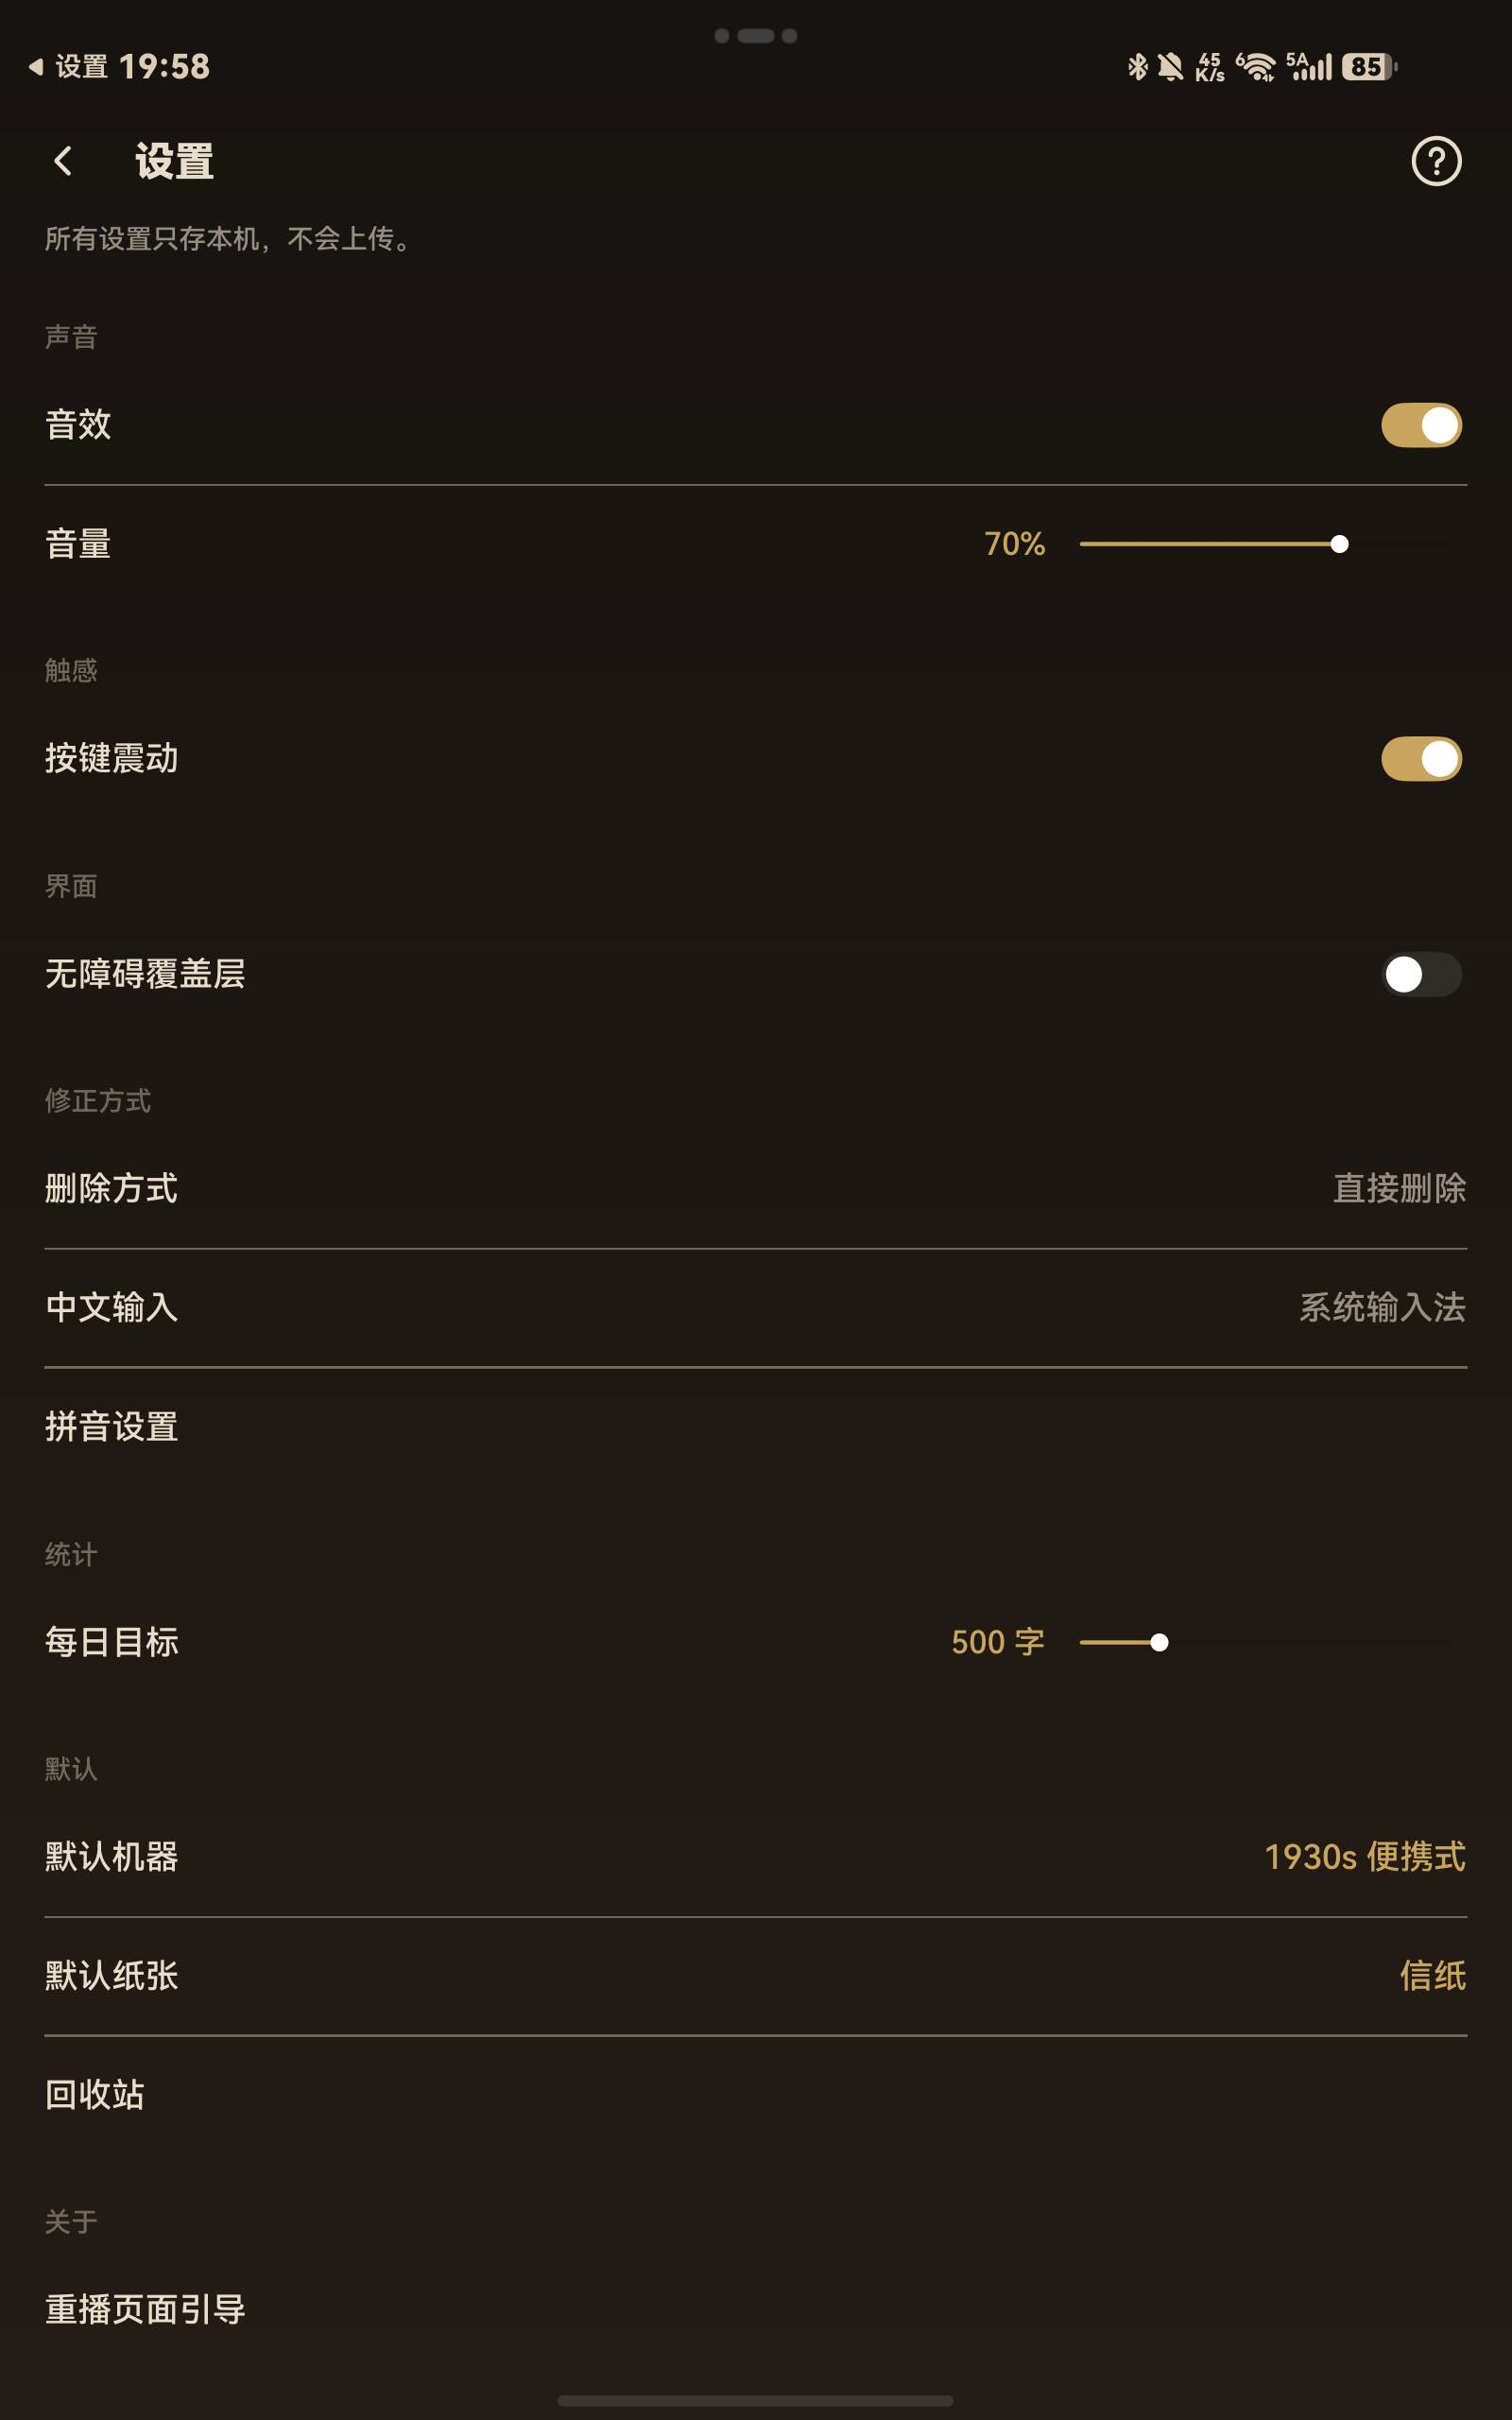 设置 19:58
45 K/s 6 5A 85
设置
所有设置只存本机，不会上传。
声音
音效
音量 70%
触感
按键震动
界面
无障碍覆盖层
修正方式
删除方式 直接删除
中文输入 系统输入法
拼音设置
统计
每日目标 500 字
默认
默认机器 1930s 便携式
默认纸张 信纸
回收站
关于
重播页面引导